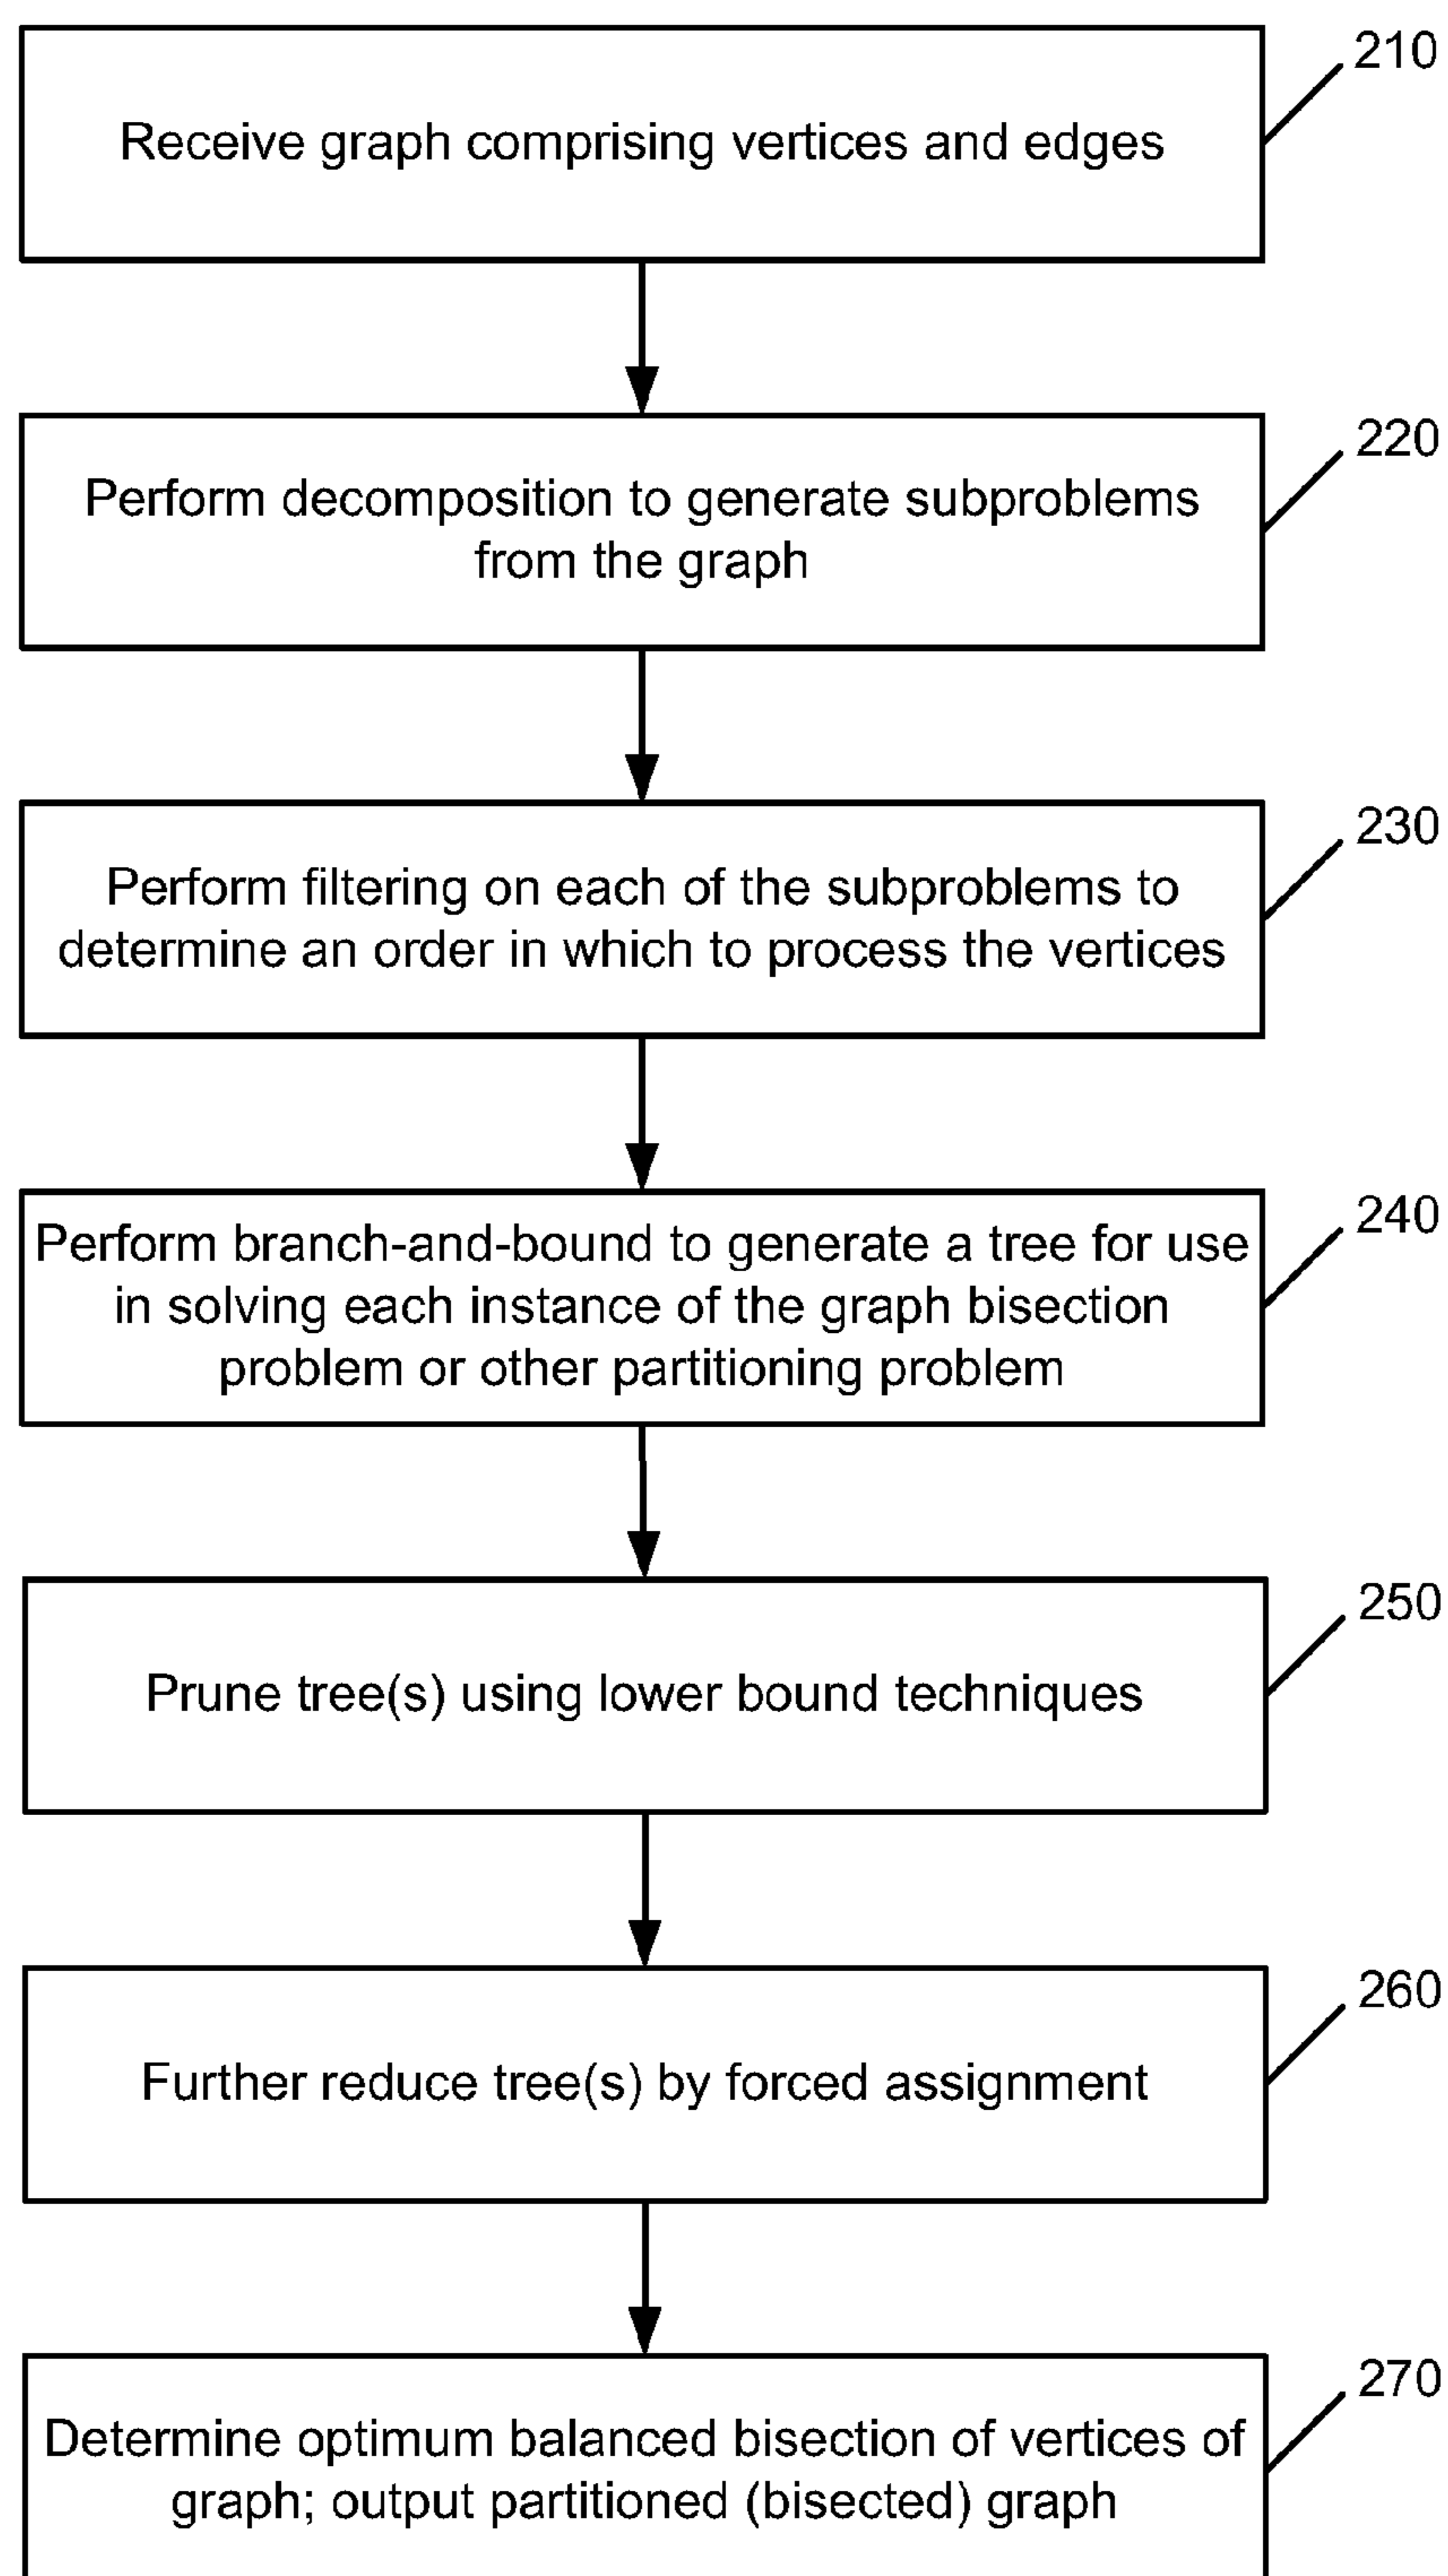 210
Receive graph comprising vertices and edges
220
Perform decomposition to generate subproblems
from the graph
230
Perform filtering on each of the subproblems to
determine an order in which to process the vertices
240
Perform branch-and-bound to generate a tree for use
in solving each instance of the graph bisection
problem or other partitioning problem
250
Prune tree(s) using lower bound techniques
260
Further reduce tree(s) by forced assignment
270
Determine optimum balanced bisection of vertices of
graph; output partitioned (bisected) graph